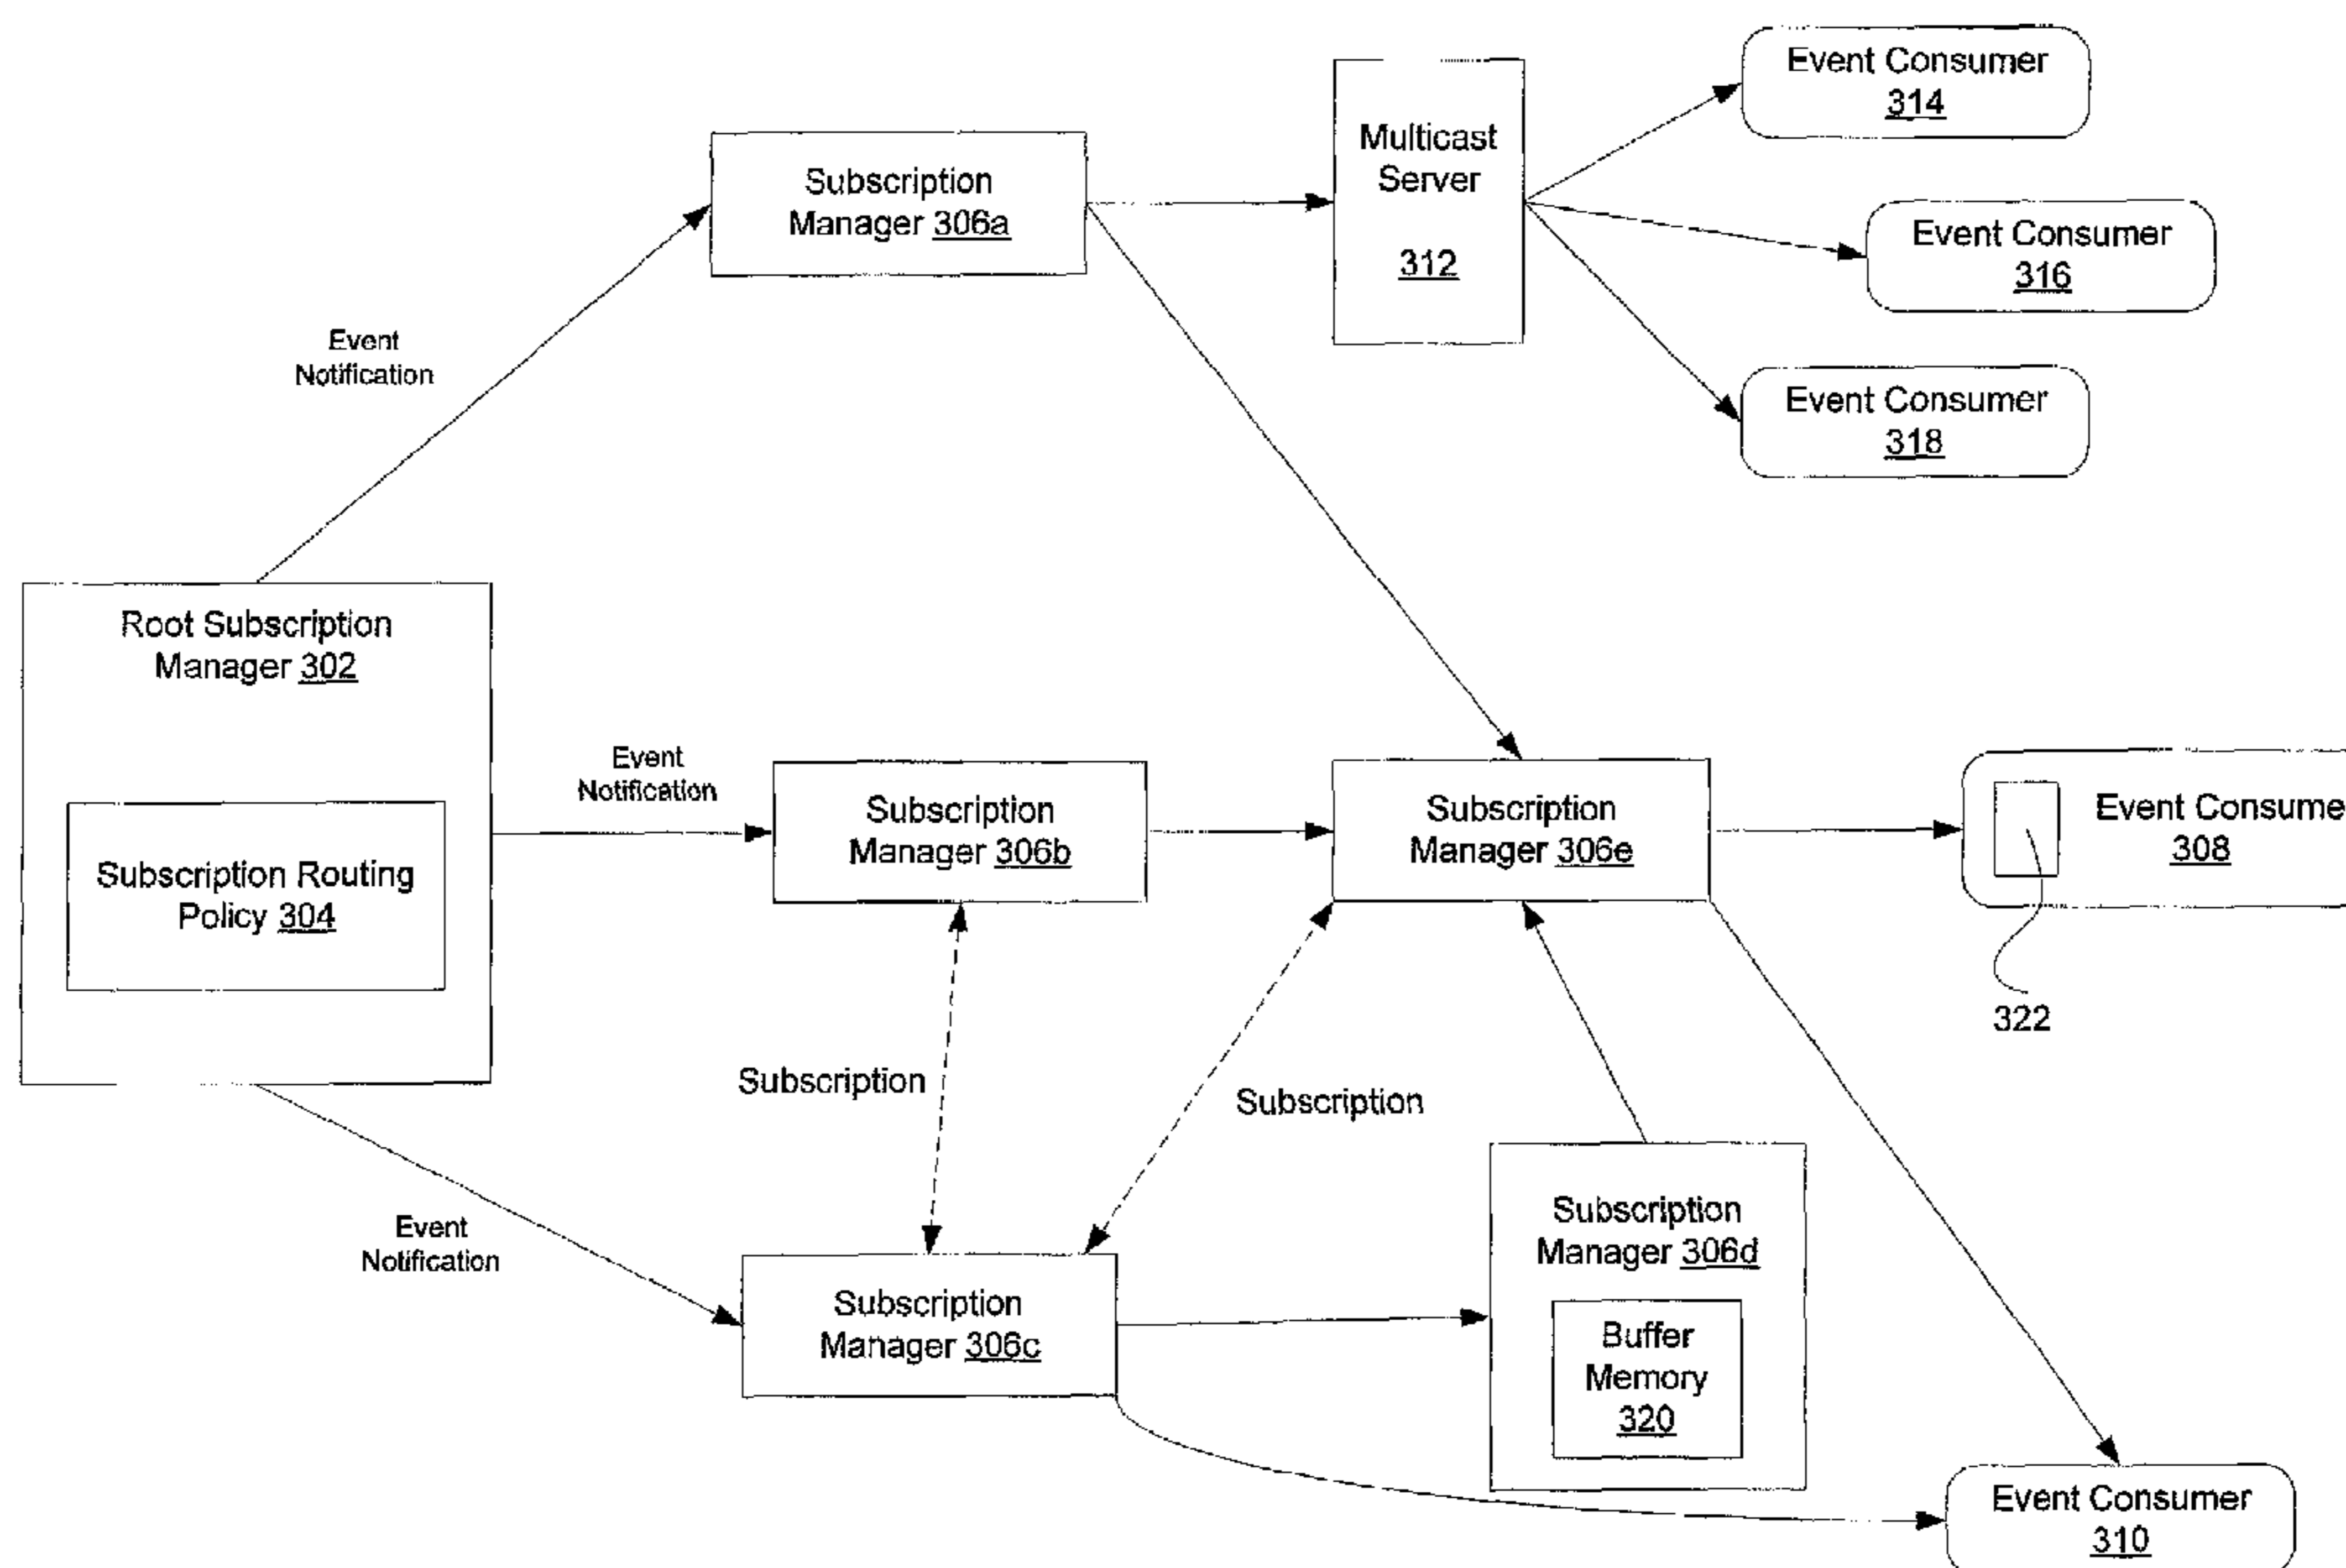 Event Consumer
314
Multicast
Server
312
Subscription
Manager 306a
Event Consumer
316
Event
Notification
Event Consumer
318
Root Subscription
Manager 302
Subscription Routing
Policy 304
Event
Notification
Subscription
Manager 306b
Subscription
Manager 306e
Event Consume
308
322
Subscription
Subscription
Event
Notification
Subscription
Manager 306c
Subscription
Manager 306d
Buffer
Memory
320
Event Consumer
310